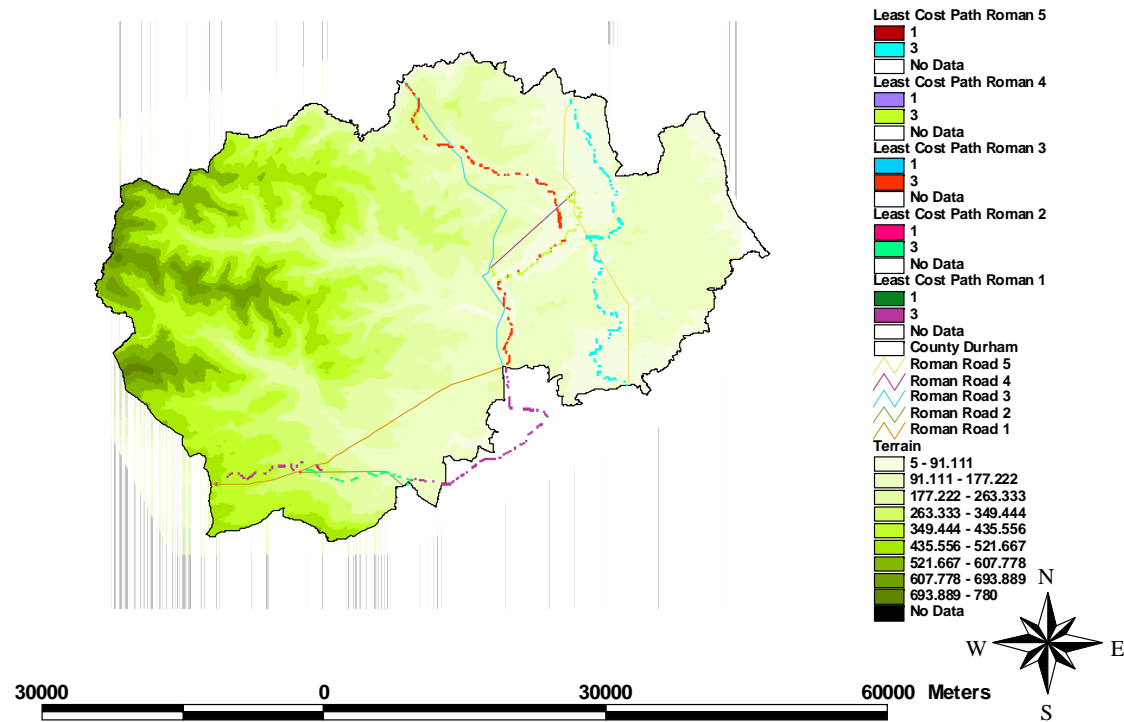 Least Cost Path Roman 5
1
3
No Data
Least Cost Path Roman 4
1
3
No Data
Least Cost Path Roman 3
1
3
No Data
Least Cost Path Roman 2
1
3
No Data
Least Cost Path Roman 1
1
3
No Data
County Durham
Roman Road 5
Roman Road 4
Roman Road 3
Roman Road 2
Roman Road 1
Terrain
5 - 91.111
91.111 - 177.222
177.222 - 263.333
263.333 - 349.444
349.444 - 435.556
435.556 - 521.667
521.667 - 607.778
607.778 - 693.889
693.889 - 780
No Data
N
W E
S
30000 0 30000 60000 Meters